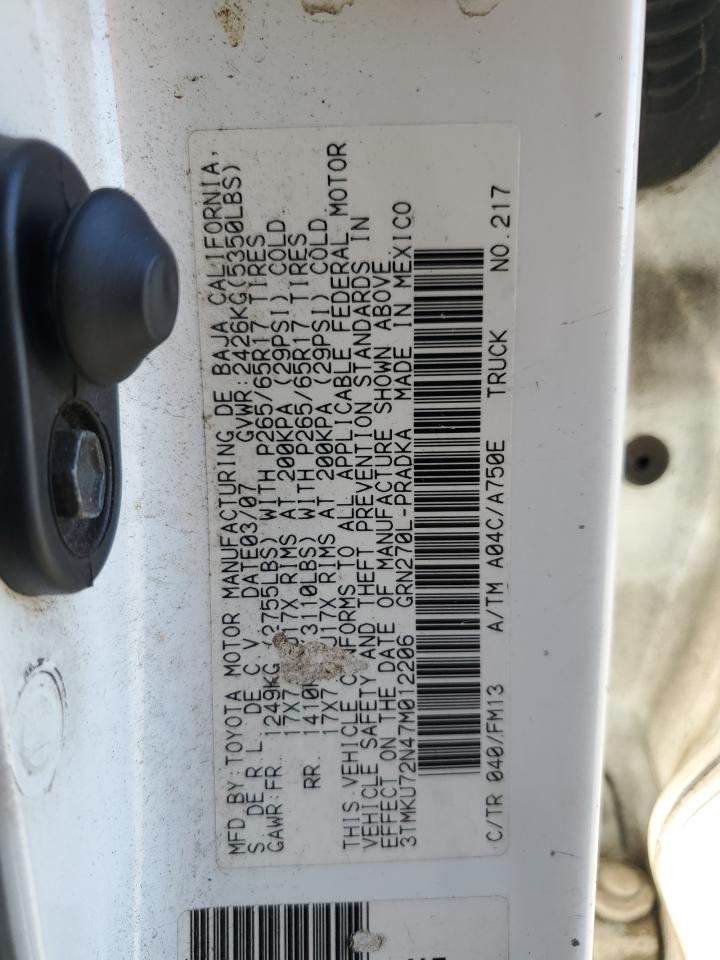 MFD BY:TOYOTA MOTOR MANUFACTURING DE BAJA CALIFORNIA,
S DE R L DE C V DATE03/07 GVWR:2426KG(5350LBS)
GAWR:FR. 1249KG (2755LBS) WITH P265/65R17 TIRES
17X7 J17X RIMS AT 200KPA (29PSI) COLD
RR. 1410K (3110LBS) WITH P265/65R17 TIRES
17X7 J17X RIMS AT 200KPA (29PSI) COLD.
THIS VEHICLE CONFORMS TO ALL APPLICABLE FEDERAL MOTOR
VEHICLE SAFETY AND THEFT PREVENTION STANDARDS IN
EFFECT ON THE DATE OF MANUFACTURE SHOWN ABOVE.
3TMKU72N47M012206 GRN270L-PRADKA MADE IN MEXICO
C/TR 040/FM13 A/TM A04C/A750E TRUCK NO.217